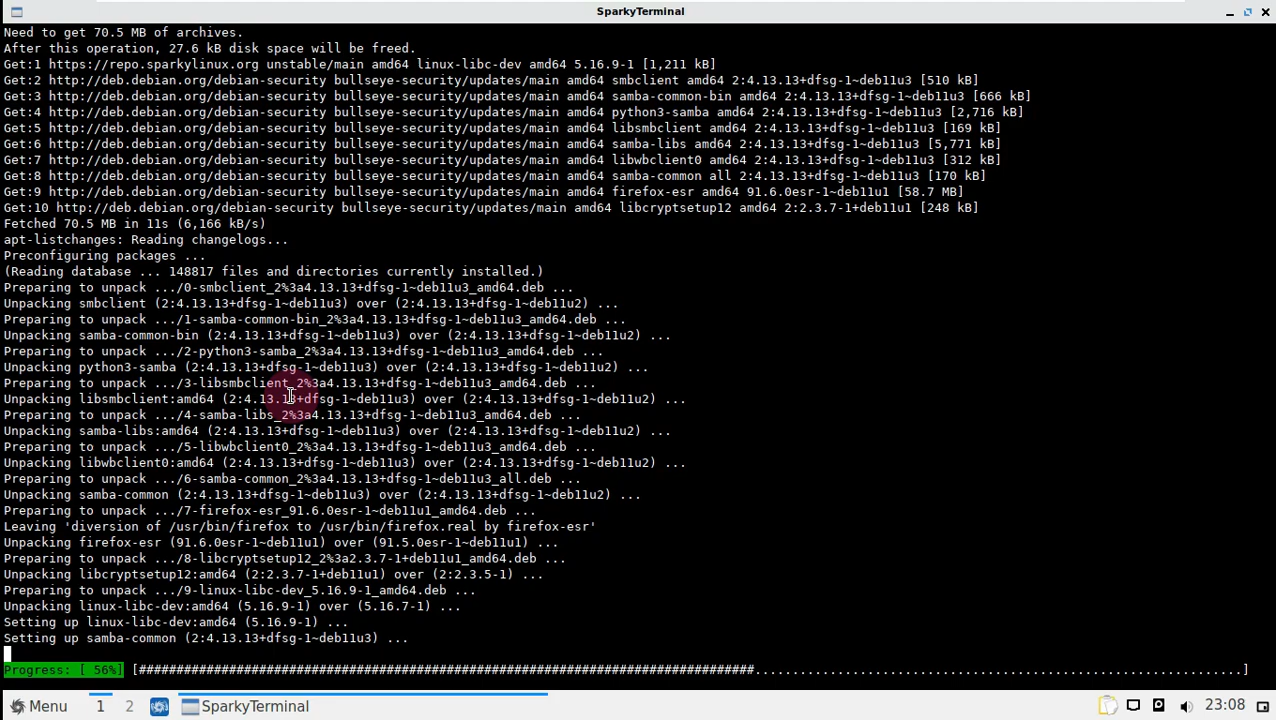 SparkyTerminal
Need to get 70.5 MB of archives.
After this operation, 27.6 kB disk space will be freed.
Get:1 https://repo.sparkylinux.org unstable/main amd64 linux-libc-dev amd64 5.16.9-1 [1,211 kB]
Get:2 http://deb.debian.org/debian-security bullseye-security/updates/main amd64 smbclient amd64 2:4.13.13+dfsg-1~deb11u3 [510 kB]
Get:3 http://deb.debian.org/debian-security bullseye-security/updates/main amd64 samba-common-bin amd64 2:4.13.13+dfsg-1~deb11u3 [666 kB]
Get:4 http://deb.debian.org/debian-security bullseye-security/updates/main amd64 python3-samba amd64 2:4.13.13+dfsg-1~deb11u3 [2,716 kB]
Get:5 http://deb.debian.org/debian-security bullseye-security/updates/main amd64 libsmbclient amd64 2:4.13.13+dfsg-1~deb11u3 [169 kB]
Get:6 http://deb.debian.org/debian-security bullseye-security/updates/main amd64 samba-libs amd64 2:4.13.13+dfsg-1~deb11u3 [5,771 kB]
Get:7 http://deb.debian.org/debian-security bullseye-security/updates/main amd64 libwbclient0 amd64 2:4.13.13+dfsg-1~deb11u3 [312 kB]
Get:8 http://deb.debian.org/debian-security bullseye-security/updates/main amd64 samba-common all 2:4.13.13+dfsg-1~deb11u3 [170 kB]
Get:9 http://deb.debian.org/debian-security bullseye-security/updates/main amd64 firefox-esr amd64 91.6.0esr-1~deb11u1 [58.7 MB]
Get:10 http://deb.debian.org/debian-security bullseye-security/updates/main amd64 libcryptsetup12 amd64 2:2.3.7-1+deb11u1 [248 kB]
Fetched 70.5 MB in 11s (6,166 kB/s)
apt-listchanges: Reading changelogs...
Preconfiguring packages ...
(Reading database ... 148817 files and directories currently installed.)
Preparing to unpack .../0-smbclient_2%3a4.13.13+dfsg-1~deb11u3_amd64.deb ...
Unpacking smbclient (2:4.13.13+dfsg-1~deb11u3) over (2:4.13.13+dfsg-1~deb11u2) ...
Preparing to unpack .../1-samba-common-bin_2%3a4.13.13+dfsg-1~deb11u3_amd64.deb ...
Unpacking samba-common-bin (2:4.13.13+dfsg-1~deb11u3) over (2:4.13.13+dfsg-1~deb11u2) ...
Preparing to unpack .../2-python3-samba_2%3a4.13.13+dfsg-1~deb11u3_amd64.deb ...
Unpacking python3-samba (2:4.13.13+dfsg-1~deb11u3) over (2:4.13.13+dfsg-1~deb11u2) ...
Preparing to unpack .../3-libsmbclient_2%3a4.13.13+dfsg-1~deb11u3_amd64.deb ...
Unpacking libsmbclient:amd64 (2:4.13.13+dfsg-1~deb11u3) over (2:4.13.13+dfsg-1~deb11u2) ...
Preparing to unpack .../4-samba-libs_2%3a4.13.13+dfsg-1~deb11u3_amd64.deb ...
Unpacking samba-libs:amd64 (2:4.13.13+dfsg-1~deb11u3) over (2:4.13.13+dfsg-1~deb11u2) ...
Preparing to unpack .../5-libwbclient0_2%3a4.13.13+dfsg-1~deb11u3_amd64.deb ...
Unpacking libwbclient0:amd64 (2:4.13.13+dfsg-1~deb11u3) over (2:4.13.13+dfsg-1~deb11u2) ...
Preparing to unpack .../6-samba-common_2%3a4.13.13+dfsg-1~deb11u3_all.deb ...
Unpacking samba-common (2:4.13.13+dfsg-1~deb11u3) over (2:4.13.13+dfsg-1~deb11u2) ...
Preparing to unpack .../7-firefox-esr_91.6.0esr-1~deb11u1_amd64.deb ...
Leaving 'diversion of /usr/bin/firefox to /usr/bin/firefox.real by firefox-esr'
Unpacking firefox-esr (91.6.0esr-1~deb11u1) over (91.5.0esr-1~deb11u1) ...
Preparing to unpack .../8-libcryptsetup12_2%3a2.3.7-1+deb11u1_amd64.deb ...
Unpacking libcryptsetup12:amd64 (2:2.3.7-1+deb11u1) over (2:2.3.5-1) ...
Preparing to unpack .../9-linux-libc-dev_5.16.9-1_amd64.deb ...
Unpacking linux-libc-dev:amd64 (5.16.9-1) over (5.16.7-1) ...
Setting up linux-libc-dev:amd64 (5.16.9-1) ...
Setting up samba-common (2:4.13.13+dfsg-1~deb11u3) ...
Progress: [ 56%] [##################################################################################.................................................................]
Menu 1 2 SparkyTerminal 23:08